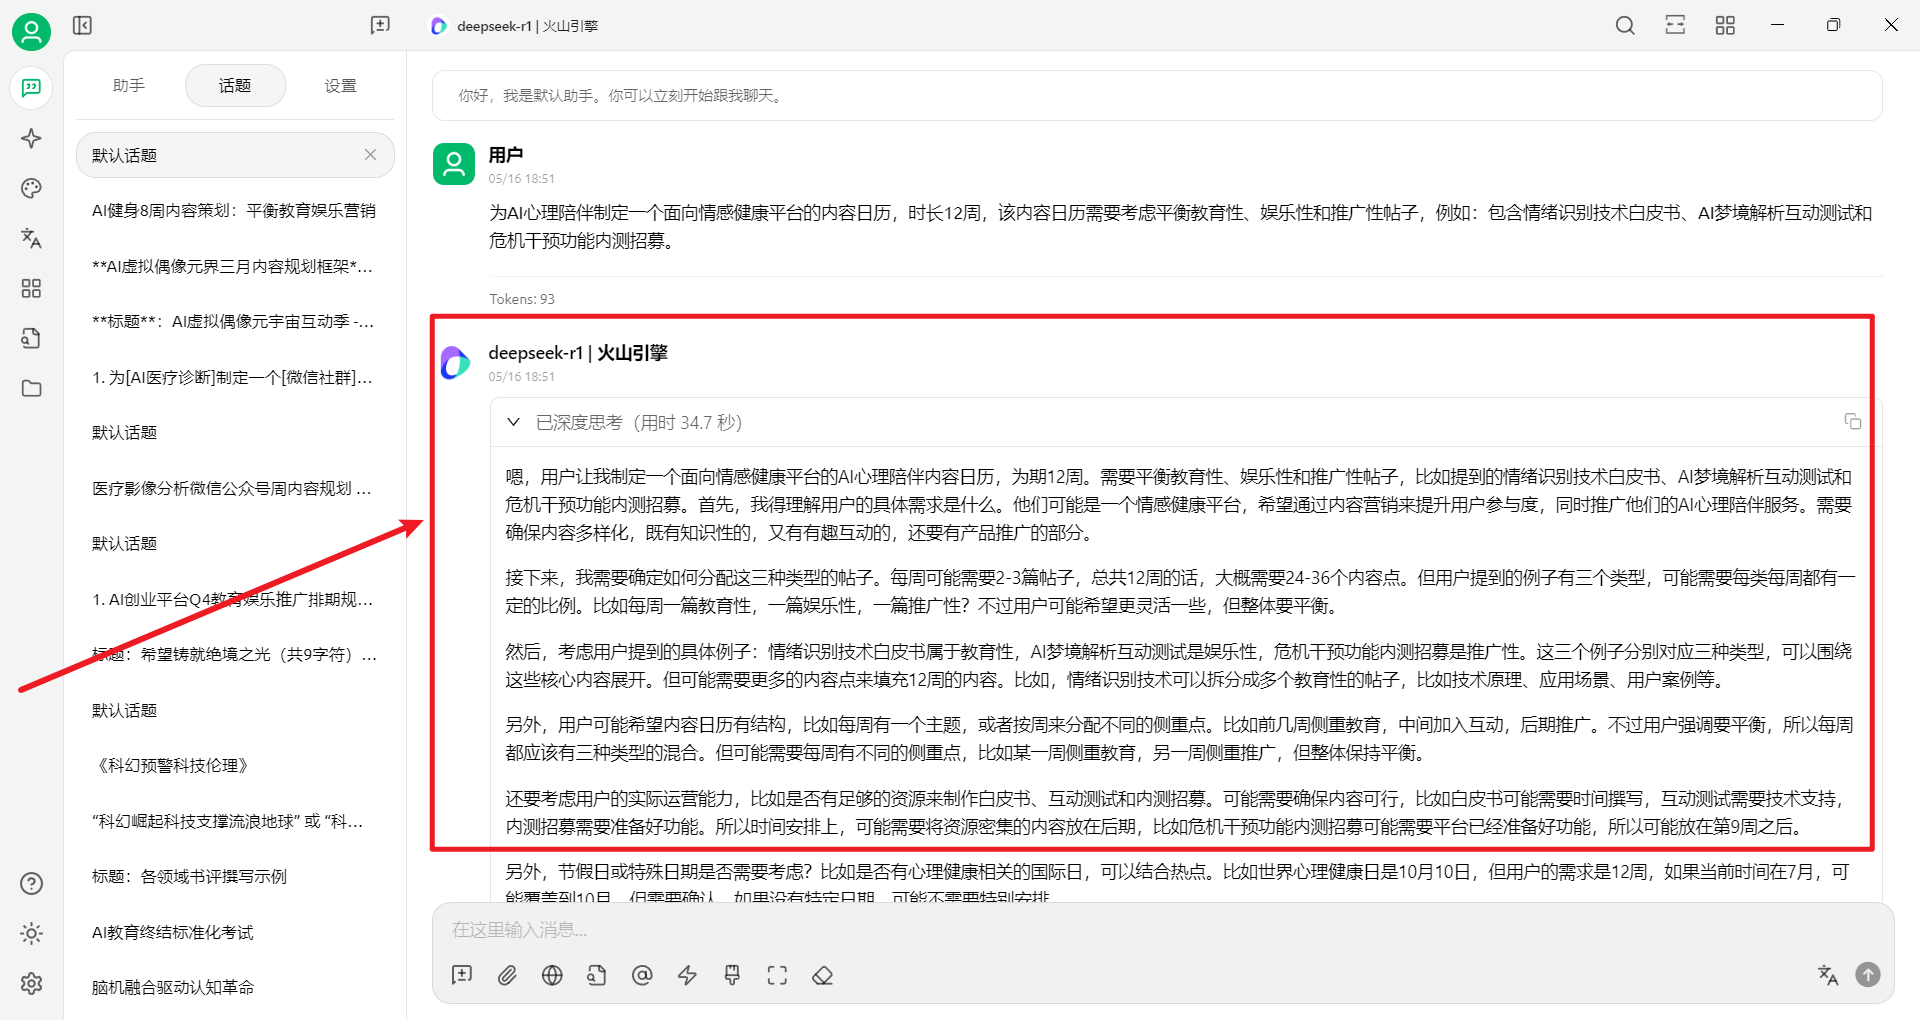 deepseek-r1 | 火山引擎
助手
话题
设置
默认话题
AI健身8周内容策划：平衡教育娱乐营销
**AI虚拟偶像元界三月内容规划框架*...
**标题**：AI虚拟偶像元宇宙互动季 -...
1. 为[AI医疗诊断]制定一个[微信社群]...
默认话题
医疗影像分析微信公众号周内容规划 ...
默认话题
1. AI创业平台Q4教育娱乐推广排期规...
标题：希望铸就绝境之光（共9字符）...
默认话题
《科幻预警科技伦理》
“科幻崛起科技支撑流浪地球” 或 “科...
标题：各领域书评撰写示例
AI教育终结标准化考试
脑机融合驱动认知革命
你好，我是默认助手。你可以立刻开始跟我聊天。
用户
05/16 18:51
为AI心理陪伴制定一个面向情感健康平台的内容日历，时长12周，该内容日历需要考虑平衡教育性、娱乐性和推广性帖子，例如：包含情绪识别技术白皮书、AI梦境解析互动测试和
危机干预功能内测招募。
Tokens: 93
deepseek-r1 | 火山引擎
05/16 18:51
已深度思考（用时 34.7 秒）
嗯，用户让我制定一个面向情感健康平台的AI心理陪伴内容日历，为期12周。需要平衡教育性、娱乐性和推广性帖子，比如提到的情绪识别技术白皮书、AI梦境解析互动测试和
危机干预功能内测招募。首先，我得理解用户的具体需求是什么。他们可能是一个情感健康平台，希望通过内容营销来提升用户参与度，同时推广他们的AI心理陪伴服务。需要
确保内容多样化，既有知识性的，又有有趣互动的，还要有产品推广的部分。
接下来，我需要确定如何分配这三种类型的帖子。每周可能需要2-3篇帖子，总共12周的话，大概需要24-36个内容点。但用户提到的例子有三个类型，可能需要每类每周都有一
定的比例。比如每周一篇教育性，一篇娱乐性，一篇推广性？不过用户可能希望更灵活一些，但整体要平衡。
然后，考虑用户提到的具体例子：情绪识别技术白皮书属于教育性，AI梦境解析互动测试是娱乐性，危机干预功能内测招募是推广性。这三个例子分别对应三种类型，可以围绕
这些核心内容展开。但可能需要更多的内容点来填充12周的内容。比如，情绪识别技术可以拆分成多个教育性的帖子，比如技术原理、应用场景、用户案例等。
另外，用户可能希望内容日历有结构，比如每周有一个主题，或者按周来分配不同的侧重点。比如前几周侧重教育，中间加入互动，后期推广。不过用户强调要平衡，所以每周
都应该有三种类型的混合。但可能需要每周有不同的侧重点，比如某一周侧重教育，另一周侧重推广，但整体保持平衡。
还要考虑用户的实际运营能力，比如是否有足够的资源来制作白皮书、互动测试和内测招募。可能需要确保内容可行，比如白皮书可能需要时间撰写，互动测试需要技术支持，
内测招募需要准备好功能。所以时间安排上，可能需要将资源密集的内容放在后期，比如危机干预功能内测招募可能需要平台已经准备好功能，所以可能放在第9周之后。
另外，节假日或特殊日期是否需要考虑？比如是否有心理健康相关的国际日，可以结合热点。比如世界心理健康日是10月10日，但用户的需求是12周，如果当前时间在7月，可
能覆盖到10月，但需要确认，如果没有特定日期，可能不需要特别安排
在这里输入消息...